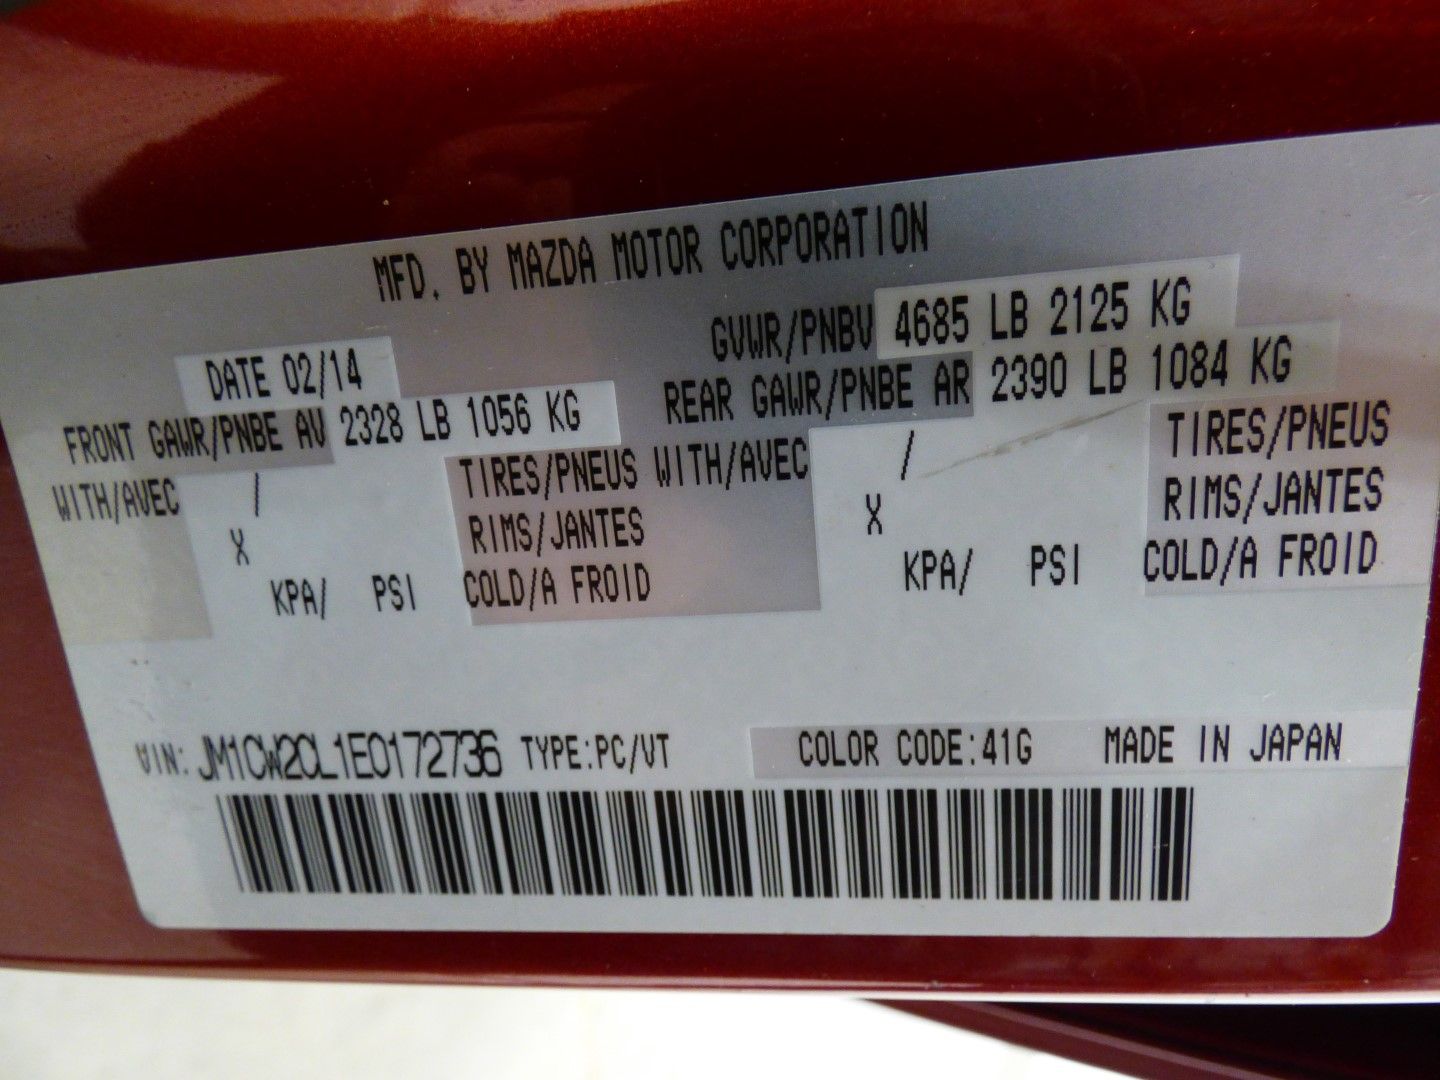 MFD. BY MAZDA MOTOR CORPORATION
DATE 02/14
GVWR/PNBV 4685 LB 2125 KG
FRONT GAWR/PNBE AV 2328 LB 1056 KG
REAR GAWR/PNBE AR 2390 LB 1084 KG
WITH/AVEC / TIRES/PNEUS
X RIMS/JANTES
KPA/ PSI COLD/A FROID
WITH/AVEC / TIRES/PNEUS
X RIMS/JANTES
KPA/ PSI COLD/A FROID
VIN: JM1CW2CL1E0172736 TYPE:PC/VT COLOR CODE:41G MADE IN JAPAN